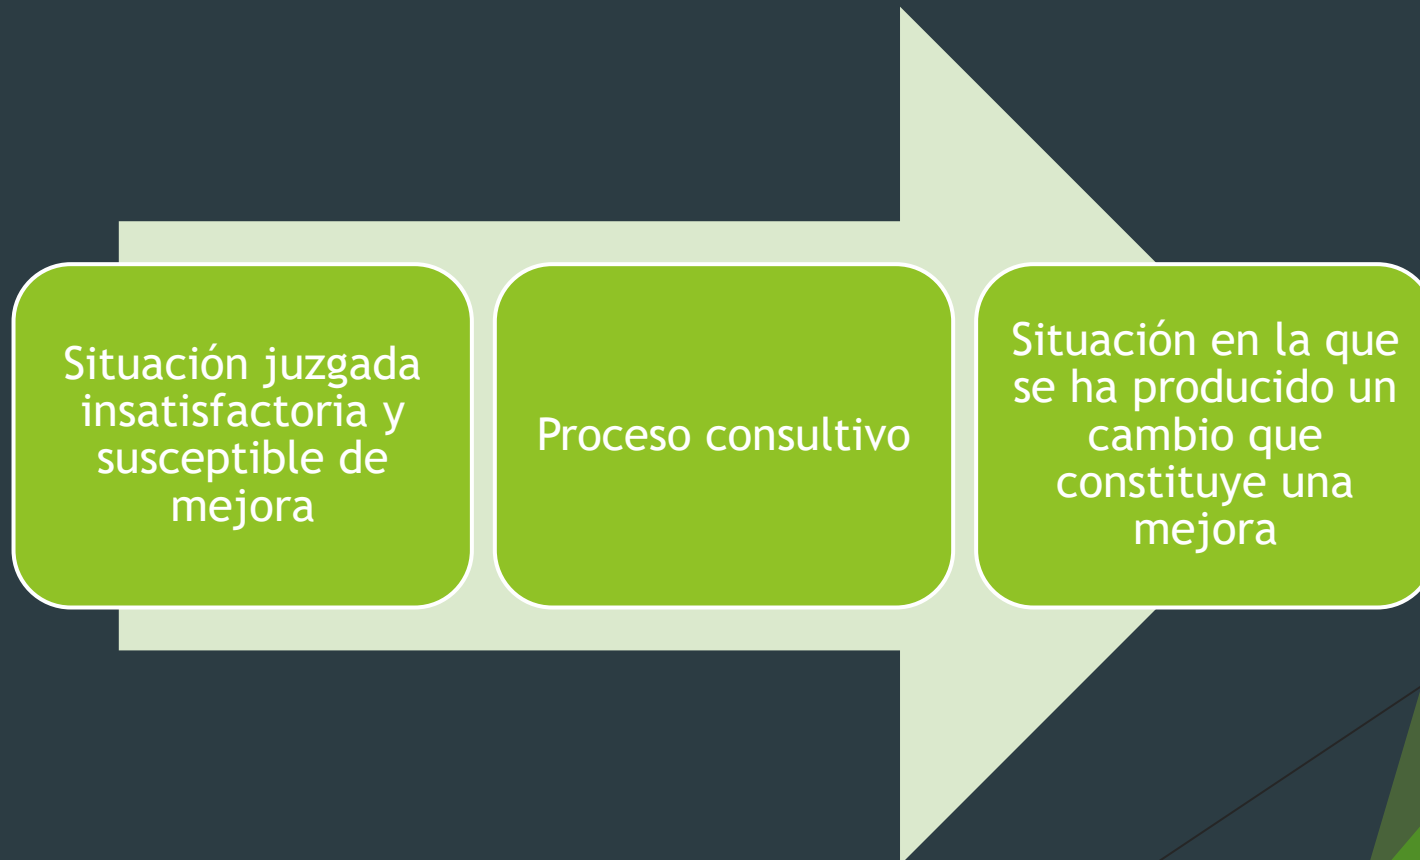 Situación juzgada
insatisfactoria y
susceptible de
mejora
Proceso consultivo
Situación en la que
se ha producido un
cambio que
constituye una
mejora